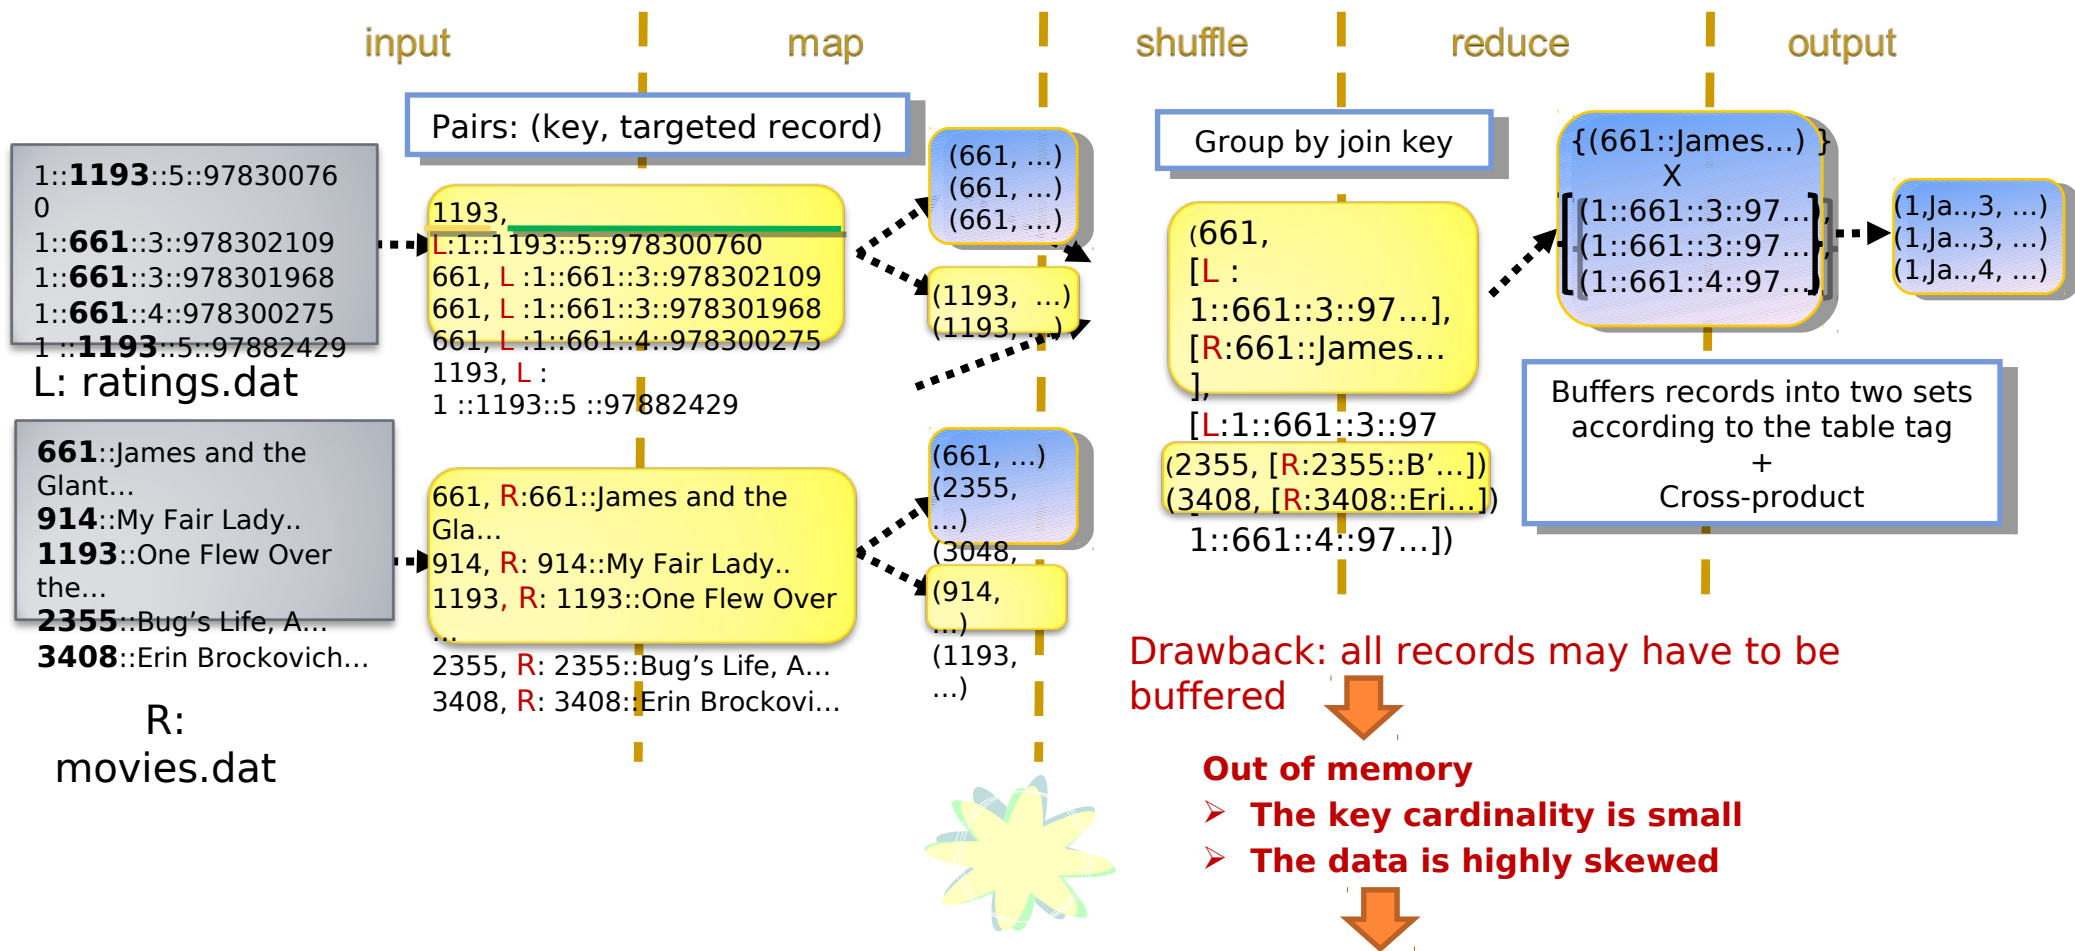 input
map
shuffle
reduce
output
Pairs: (key, targeted record)
1::1193::5::97830076
0
1::661::3::978302109
1::661::3::978301968
1::661::4::978300275
1 ::1193::5::97882429
L: ratings.dat
661::James and the
Glant…
914::My Fair Lady..
1193::One Flew Over
the…
2355::Bug’s Life, A…
3408::Erin Brockovich…
R:
movies.dat
1193,
L:1::1193::5::978300760
661, L :1::661::3::978302109
661, L :1::661::3::978301968
661, L :1::661::4::978300275
1193, L :
1 ::1193::5 ::97882429
661, R:661::James and the
Gla…
914, R: 914::My Fair Lady..
1193, R: 1193::One Flew Over
…
2355, R: 2355::Bug’s Life, A…
3408, R: 3408::Erin Brockovi…
(661, …)
(661, …)
(661, …)
(1193, …)
(1193, …)
(661, …)
(2355,
…)
(3048,
(914,
…)
(1193,
…)
Group by join key
(661,
[L :
1::661::3::97…],
[R:661::James…
],
[L:1::661::3::97
(2355, [R:2355::B’…])
(3408, [R:3408::Eri…])
[
1::661::4::97…])
{(661::James…) }
X
(1::661::3::97…),
(1::661::3::97…),
(1::661::4::97…)
(1,Ja..,3, …)
(1,Ja..,3, …)
(1,Ja..,4, …)
Buffers records into two sets
according to the table tag
+
Cross-product
Drawback: all records may have to be
buffered
Out of memory
➢ The key cardinality is small
➢ The data is highly skewed